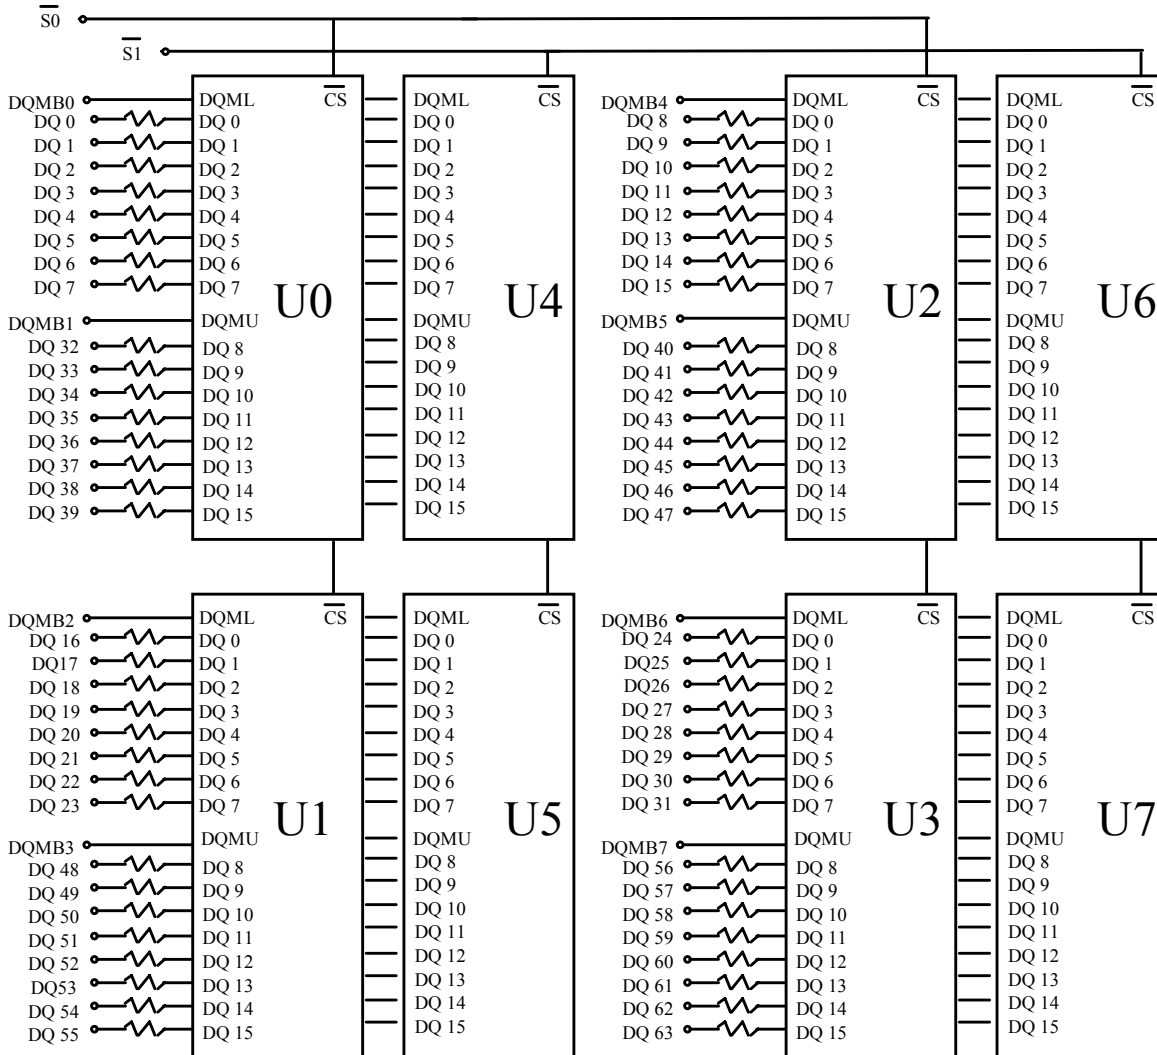 S0
S1
DQMB0
DQ 0
DQ 1
DQ 2
DQ 3
DQ 4
DQ 5
DQ 6
DQ 7
DQMB1
DQ 32
DQ 33
DQ 34
DQ 35
DQ 36
DQ 37
DQ 38
DQ 39
DQML CS
DQ 0
DQ 1
DQ 2
DQ 3
DQ 4
DQ 5
DQ 6
DQ 7
U0
DQMU
DQ 8
DQ 9
DQ 10
DQ 11
DQ 12
DQ 13
DQ 14
DQ 15
DQML CS
DQ 0
DQ 1
DQ 2
DQ 3
DQ 4
DQ 5
DQ 6
DQ 7
U4
DQMU
DQ 8
DQ 9
DQ 10
DQ 11
DQ 12
DQ 13
DQ 14
DQ 15
DQMB4
DQ 8
DQ 9
DQ 10
DQ 11
DQ 12
DQ 13
DQ 14
DQ 15
DQMB5
DQ 40
DQ 41
DQ 42
DQ 43
DQ 44
DQ 45
DQ 46
DQ 47
DQML CS
DQ 0
DQ 1
DQ 2
DQ 3
DQ 4
DQ 5
DQ 6
DQ 7
U2
DQMU
DQ 8
DQ 9
DQ 10
DQ 11
DQ 12
DQ 13
DQ 14
DQ 15
DQML CS
DQ 0
DQ 1
DQ 2
DQ 3
DQ 4
DQ 5
DQ 6
DQ 7
U6
DQMU
DQ 8
DQ 9
DQ 10
DQ 11
DQ 12
DQ 13
DQ 14
DQ 15
DQMB2
DQ 16
DQ17
DQ 18
DQ 19
DQ 20
DQ 21
DQ 22
DQ 23
DQMB3
DQ 48
DQ 49
DQ 50
DQ 51
DQ 52
DQ53
DQ 54
DQ 55
DQML CS
DQ 0
DQ 1
DQ 2
DQ 3
DQ 4
DQ 5
DQ 6
DQ 7
U1
DQMU
DQ 8
DQ 9
DQ 10
DQ 11
DQ 12
DQ 13
DQ 14
DQ 15
DQML CS
DQ 0
DQ 1
DQ 2
DQ 3
DQ 4
DQ 5
DQ 6
DQ 7
U5
DQMU
DQ 8
DQ 9
DQ 10
DQ 11
DQ 12
DQ 13
DQ 14
DQ 15
DQMB6
DQ 24
DQ25
DQ26
DQ 27
DQ 28
DQ 29
DQ 30
DQ 31
DQMB7
DQ 56
DQ 57
DQ 58
DQ 59
DQ 60
DQ 61
DQ 62
DQ 63
DQML CS
DQ 0
DQ 1
DQ 2
DQ 3
DQ 4
DQ 5
DQ 6
DQ 7
U3
DQMU
DQ 8
DQ 9
DQ 10
DQ 11
DQ 12
DQ 13
DQ 14
DQ 15
DQML CS
DQ 0
DQ 1
DQ 2
DQ 3
DQ 4
DQ 5
DQ 6
DQ 7
U7
DQMU
DQ 8
DQ 9
DQ 10
DQ 11
DQ 12
DQ 13
DQ 14
DQ 15